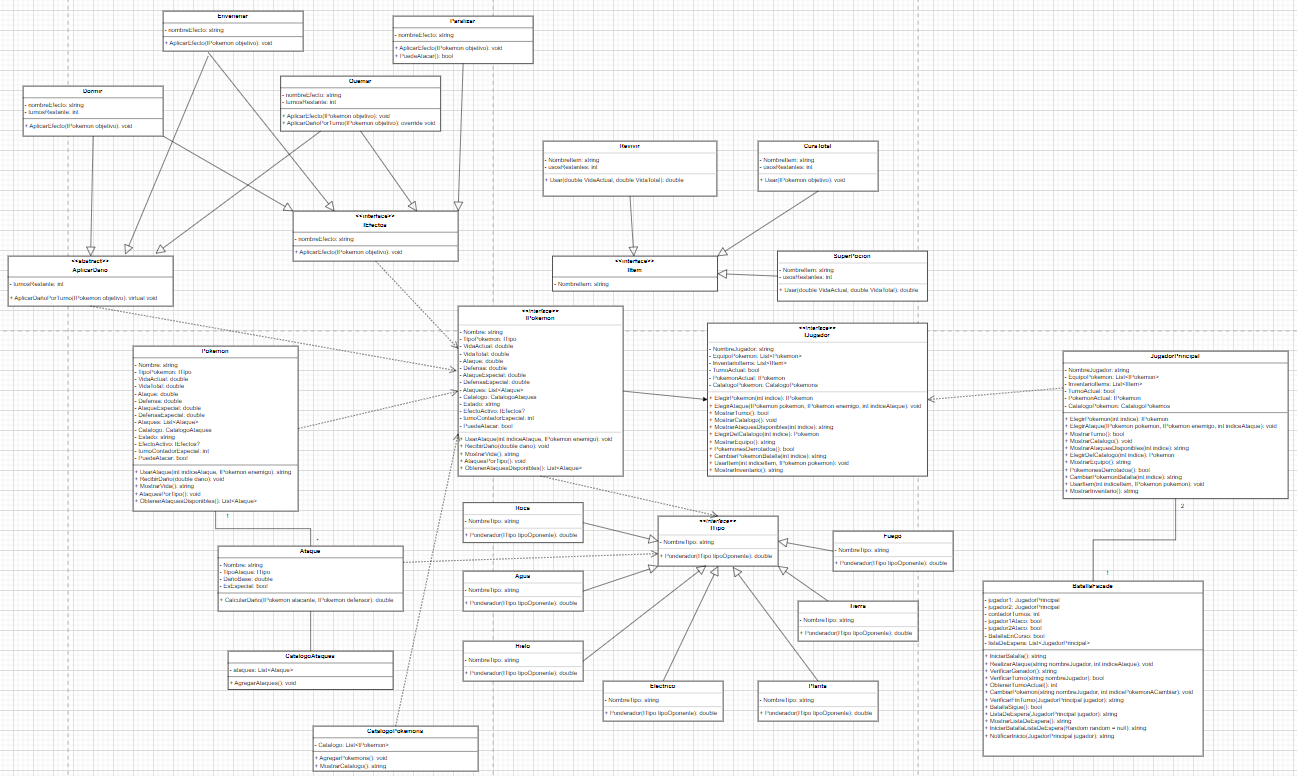 Envenenar
- nombreEfecto: string
+ AplicarEfecto(IPokemon objetivo): void
Paralizar
- nombreEfecto: string
+ AplicarEfecto(IPokemon objetivo): void
+ PuedeAtacar(): bool
Dormir
- nombreEfecto: string
- turnosRestante: int
+ AplicarEfecto(IPokemon objetivo): void
Quemar
- nombreEfecto: string
- turnosRestante: int
+ AplicarEfecto(IPokemon objetivo): void
+ AplicarDañoPorTurno(IPokemon objetivo): override void
Revivir
- NombreItem: string
- usosRestantes: int
+ Usar(double VidaActual, double VidaTotal): double
CuraTotal
- NombreItem: string
- usosRestantes: int
+ Usar(IPokemon objetivo): void
<<interface>>
IEfectos
- nombreEfecto: string
+ AplicarEfecto(IPokemon objetivo): void
<<abstract>>
AplicarDaño
- turnosRestante: int
+ AplicarDañoPorTurno(IPokemon objetivo): virtual void
<<interface>>
IItem
- NombreItem: string
SuperPocion
- NombreItem: string
- usosRestantes: int
+ Usar(double VidaActual, double VidaTotal): double
<<interface>>
IPokemon
- Nombre: string
- TipoPokemon: ITipo
- VidaActual: double
- VidaTotal: double
- Ataque: double
- Defensa: double
- AtaqueEspecial: double
- DefensaEspecial: double
- Ataques: List<Ataque>
- Catalogo: CatalogoAtaques
- Estado: string
- EfectoActivo: IEfectos?
- turnoContadorEspecial: int
- PuedeAtacar: bool
+ UsarAtaque(int indiceAtaque, IPokemon enemigo): void
+ RecibirDaño(double daño): void
+ MostrarVida(): string
+ AtaquesPorTipo(): void
+ ObtenerAtaquesDisponibles(): List<Ataque>
<<interface>>
IJugador
- NombreJugador: string
- EquipoPokemon: List<Pokemon>
- InventarioItems: List<IItem>
- TurnoActual: bool
- PokemonActual: IPokemon
- CatalogoPokemon: CatalogoPokemons
+ ElegirPokemon(int indice): IPokemon
+ ElegirAtaque(IPokemon pokemon, IPokemon enemigo, int indiceAtaque): void
+ MostrarTurno(): bool
+ MostrarCatalogo(): void
+ MostrarAtaquesDisponibles(int indice): string
+ ElegirDelCatalogo(int indice): Pokemon
+ MostrarEquipo(): string
+ PokemonesDerrotados(): bool
+ CambiarPokemonBatalla(int indice): string
+ UsarItem(int indiceItem, IPokemon pokemon): void
+ MostrarInventario(): string
JugadorPrincipal
- NombreJugador: string
- EquipoPokemon: List<IPokemon>
- InventarioItems: List<IItem>
- TurnoActual: bool
- PokemonActual: IPokemon
- CatalogoPokemon: CatalogoPokemos
+ ElegirPokemon(int indice): IPokemon
+ ElegirAtaque(IPokemon pokemon, IPokemon enemigo, int indiceAtaque): void
+ MostrarTurno(): bool
+ MostrarCatalogo(): void
+ MostrarAtaquesDisponibles(int indice): string
+ ElegirDelCatalogo(int indice): Pokemon
+ MostrarEquipo(): string
+ PokemonesDerrotados(): bool
+ CambiarPokemonBatalla(int indice): string
+ UsarItem(int indiceItem, IPokemon pokemon): void
+ MostrarInventario(): string
Pokemon
- Nombre: string
- TipoPokemon: ITipo
- VidaActual: double
- VidaTotal: double
- Ataque: double
- Defensa: double
- AtaqueEspecial: double
- DefensaEspecial: double
- Ataques: List<Ataque>
- Catalogo: CatalogoAtaques
- Estado: string
- EfectoActivo: IEfectos?
- turnoContadorEspecial: int
- PuedeAtacar: bool
+ UsarAtaque(int indiceAtaque, IPokemon enemigo): string
+ RecibirDaño(double daño): void
+ MostrarVida(): string
+ AtaquesPorTipo(): void
+ ObtenerAtaquesDisponibles(): List<Ataque>
1
Ataque
- Nombre: string
- TipoAtaque: ITipo
- DañoBase: double
- EsEspecial: bool
+ CalcularDaño(IPokemon atacante, IPokemon defensor): double
CatalogoAtaques
- ataques: List<Ataque>
+ AgregarAtaques(): void
CatalogoPokemons
- Catalogo: List<IPokemon>
+ AgregarPokemons(): void
+ MostrarCatalogo(): string
Roca
- NombreTipo: string
+ Ponderador(ITipo tipoOponente): double
<<interface>>
ITipo
- NombreTipo: string
+ Ponderador(ITipo tipoOponente): double
Fuego
- NombreTipo: string
+ Ponderador(ITipo tipoOponente): double
Agua
- NombreTipo: string
+ Ponderador(ITipo tipoOponente): double
Tierra
- NombreTipo: string
+ Ponderador(ITipo tipoOponente): double
Hielo
- NombreTipo: string
+ Ponderador(ITipo tipoOponente): double
Electrico
- NombreTipo: string
+ Ponderador(ITipo tipoOponente): double
Planta
- NombreTipo: string
+ Ponderador(ITipo tipoOponente): double
2
1
BatallaFacade
- jugador1: JugadorPrincipal
- jugador2: JugadorPrincipal
- contadorTurnos: int
- jugador1Ataco: bool
- jugador2Ataco: bool
- BatallaEnCurso: bool
- listaDeEspera: List<JugadorPrincipal>
+ IniciarBatalla(): string
+ RealizarAtaque(string nombreJugador, int indiceAtaque): void
+ VerificarGanador(): string
+ VerificarTurno(string nombreJugador): bool
+ ObtenerTurnoActual(): int
+ CambiarPokemon(string nombreJugador, int indicePokemonACambiar): void
+ VerificarFinTurno(JugadorPrincipal jugador): string
+ BatallaSigue(): bool
+ ListaDeEspera(JugadorPrincipal jugador): string
+ MostrarListaDeEspera(): string
+ IniciarBatallaListaDeEspera(Random random = null): string
+ NotificarInicio(JugadorPrincipal jugador): string